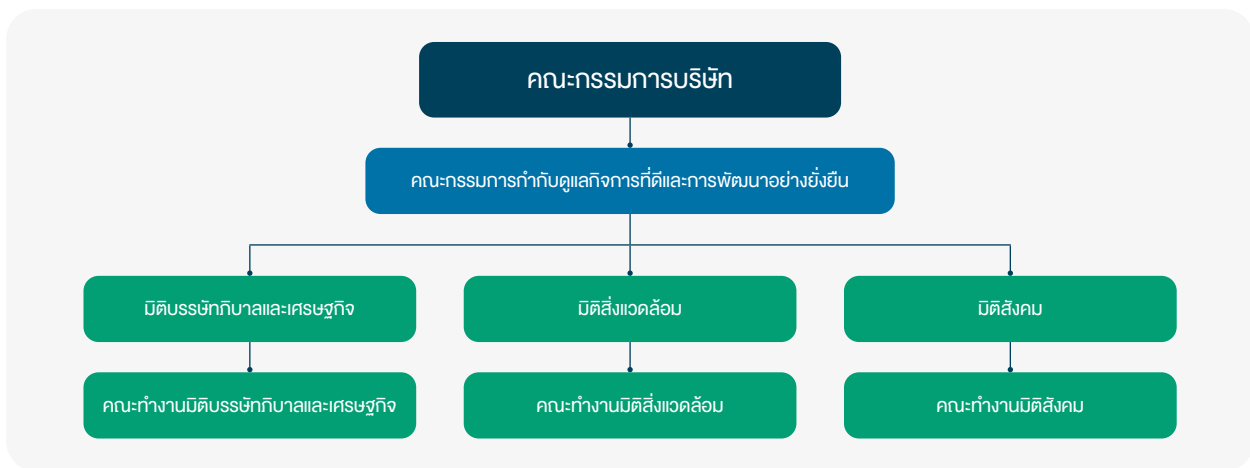 คณะกรรมการบริษัท
คณะกรรมการกำกับดูแลกิจการที่ดีและการพัฒนาอย่างยั่งยืน
มิติบรรษัทภิบาลและเศรษฐกิจ
มิติสิ่งแวดล้อม
มิติสังคม
คณะทำงานมิติบรรษัทภิบาลและเศรษฐกิจ
คณะทำงานมิติสิ่งแวดล้อม
คณะทำงานมิติสังคม